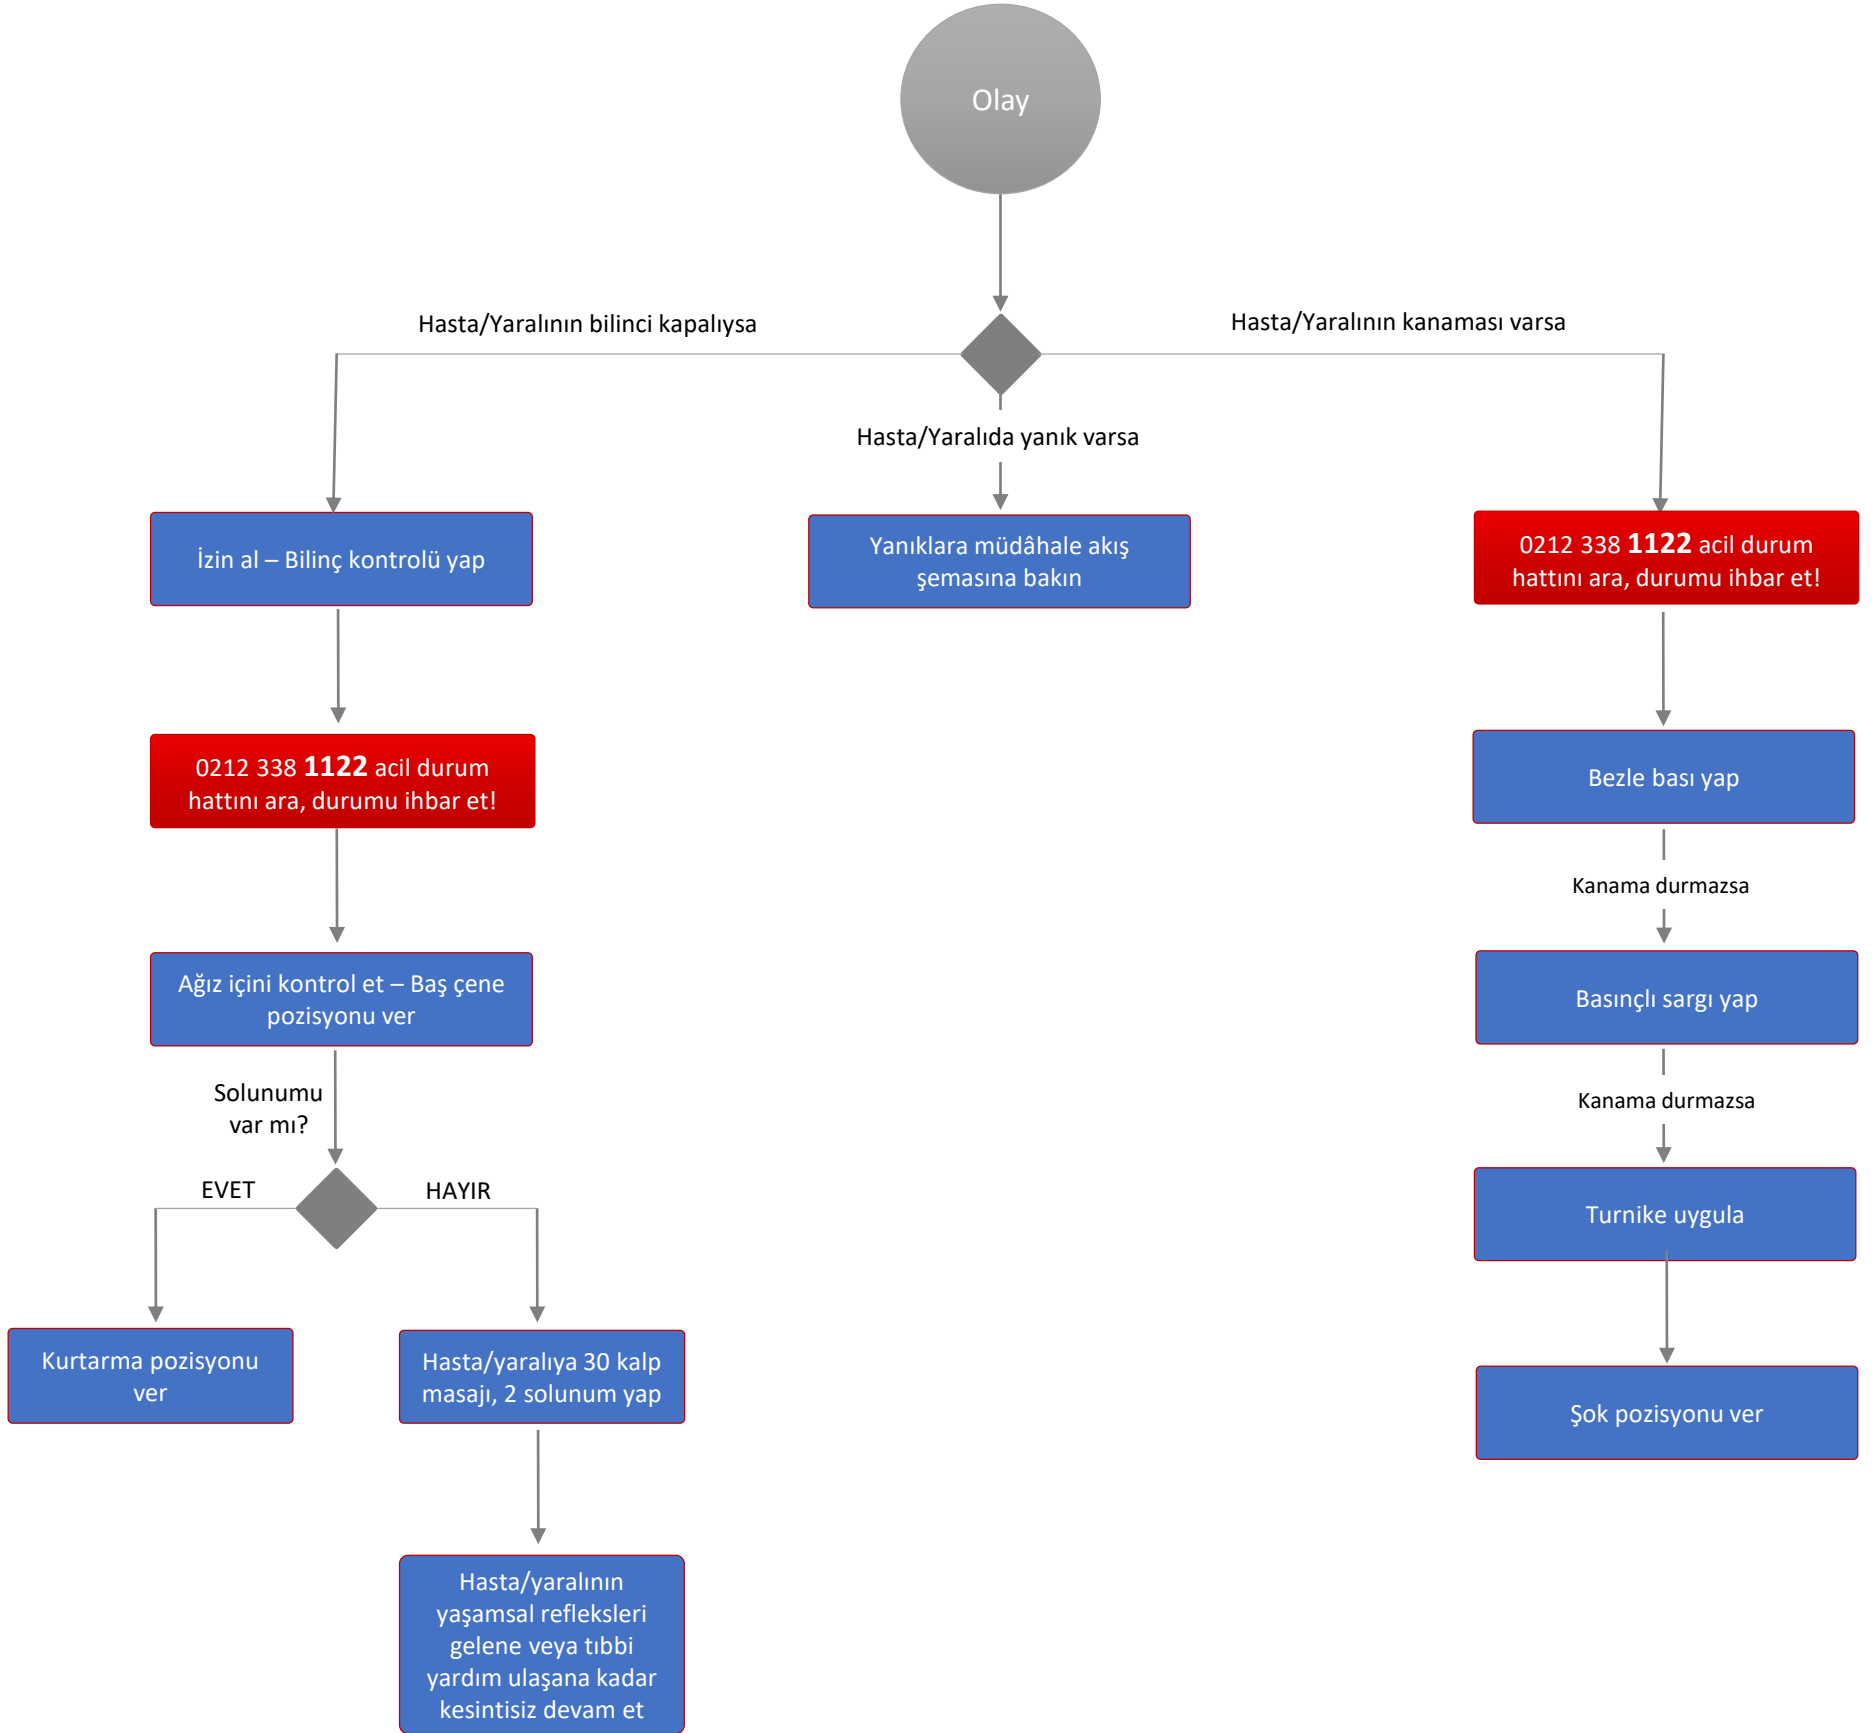 Olay
Hasta/Yaralının bilinci kapalıysa
Hasta/Yaralının kanaması varsa
Hasta/Yaralıda yanık varsa
İzin al – Bilinç kontrolü yap
Yanıklara müdâhale akış
şemasına bakın
0212 338 1122 acil durum
hattını ara, durumu ihbar et!
0212 338 1122 acil durum
hattını ara, durumu ihbar et!
Bezle bası yap
Kanama durmazsa
Ağız içini kontrol et – Baş çene
pozisyonu ver
Basınçlı sargı yap
Solunumu
var mı?
Kanama durmazsa
EVET
HAYIR
Turnike uygula
Kurtarma pozisyonu
ver
Hasta/yaralıya 30 kalp
masajı, 2 solunum yap
Şok pozisyonu ver
Hasta/yaralının
yaşamsal refleksleri
gelene veya tıbbi
yardım ulaşana kadar
kesintisiz devam et